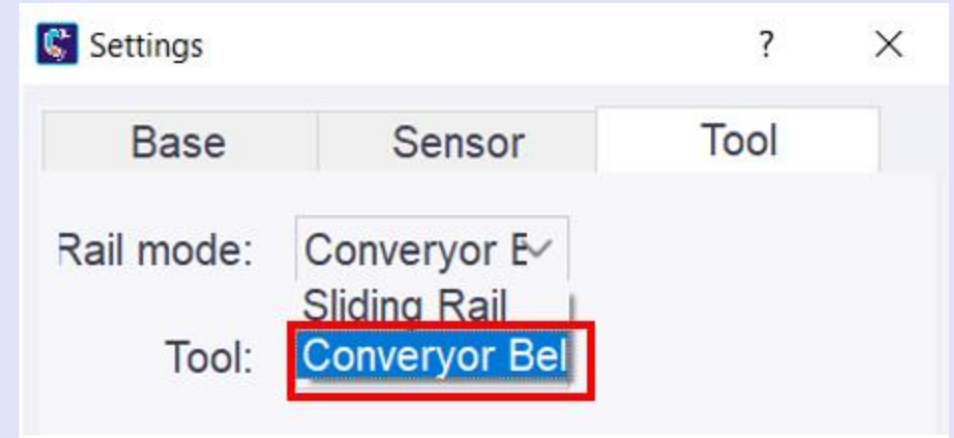 Settings ?
Base Sensor Tool
Rail mode: Converyor B
Sliding Rail
Tool: Converyor Bel